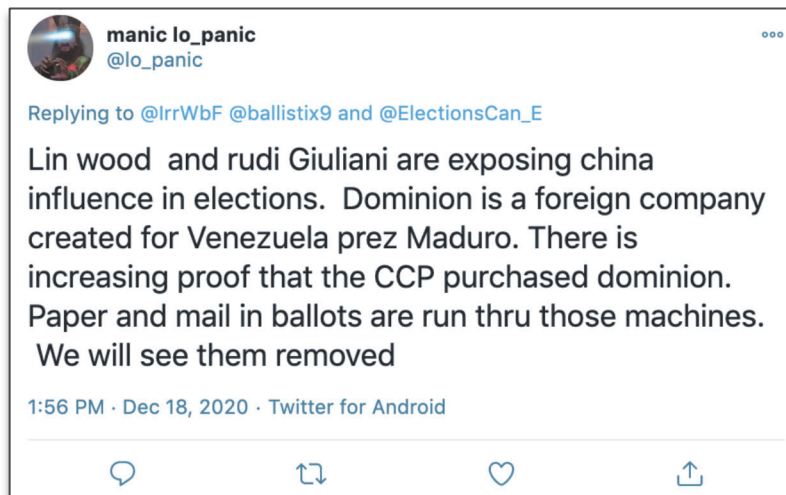 manic lo_panic
@lo_panic
Replying to @IrrWbF @ballistix9 and @ElectionsCan_E
Lin wood  and rudi Giuliani are exposing china
influence in elections.  Dominion is a foreign company
created for Venezuela prez Maduro. There is
increasing proof that the CCP purchased dominion.
Paper and mail in ballots are run thru those machines.
We will see them removed
1:56 PM · Dec 18, 2020 · Twitter for Android